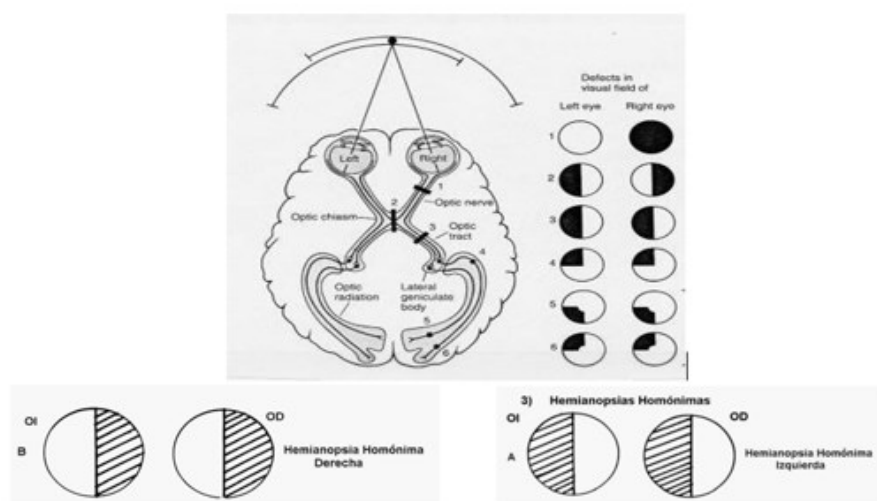 Defects in
visual field of
Left eye Right eye
1
2
3
4
5
6
Left
Right
1
Optic nerve
2
Optic chiasm
3
Optic
tract
4
Optic
radiation
Lateral
geniculate
body
5
6
OI
OD
B
Hemianopsia Homónima
Derecha
3) Hemianopsias Homónimas
OI
OD
A
Hemianopsia Homónima
Izquierda